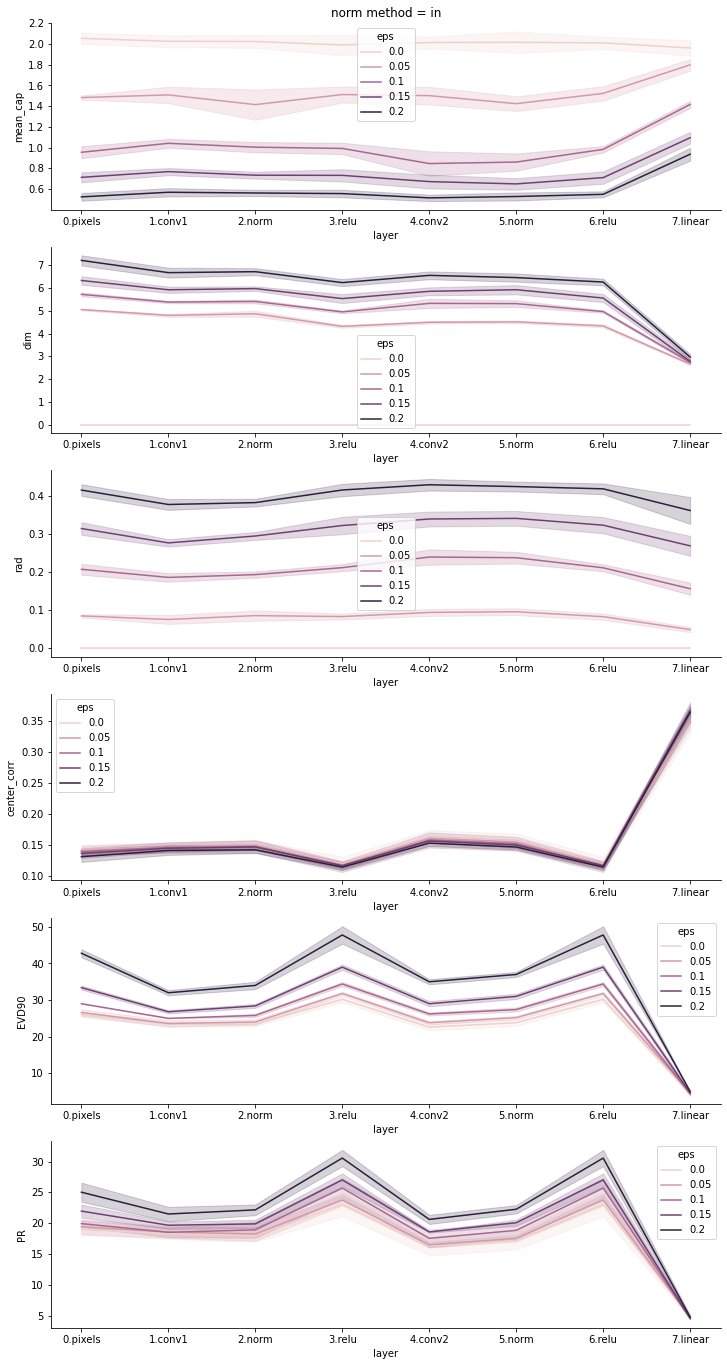 norm method = in
2.2
2.0
1.8
1.6
1.4
1.2
1.0
0.8
0.6
mean_cap
eps
0.0
0.05
0.1
0.15
0.2
0.pixels 1.conv1 2.norm 3.relu 4.conv2 5.norm 6.relu 7.linear
layer
7
6
5
4
3
2
1
0
dim
eps
0.0
0.05
0.1
0.15
0.2
0.pixels 1.conv1 2.norm 3.relu 4.conv2 5.norm 6.relu 7.linear
layer
0.4
0.3
0.2
0.1
0.0
rad
eps
0.0
0.05
0.1
0.15
0.2
0.pixels 1.conv1 2.norm 3.relu 4.conv2 5.norm 6.relu 7.linear
layer
0.35
0.30
0.25
0.20
0.15
0.10
center_corr
eps
0.0
0.05
0.1
0.15
0.2
0.pixels 1.conv1 2.norm 3.relu 4.conv2 5.norm 6.relu 7.linear
layer
50
40
30
20
10
EVD90
eps
0.0
0.05
0.1
0.15
0.2
0.pixels 1.conv1 2.norm 3.relu 4.conv2 5.norm 6.relu 7.linear
layer
30
25
20
15
10
5
PR
eps
0.0
0.05
0.1
0.15
0.2
0.pixels 1.conv1 2.norm 3.relu 4.conv2 5.norm 6.relu 7.linear
layer